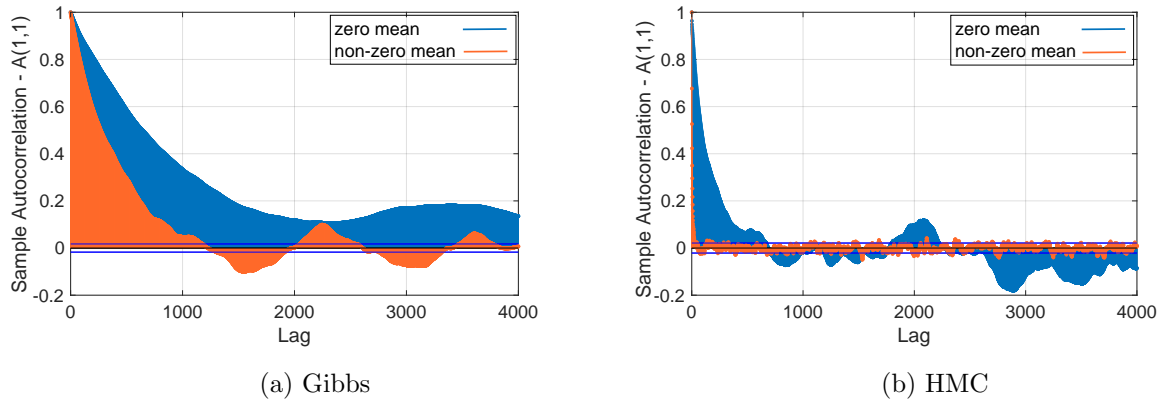 Sample Autocorrelation - A(1,1)
1
0.8
0.6
0.4
0.2
0
-0.2
0
1000
2000
3000
4000
Lag
zero mean
non-zero mean
(a) Gibbs
Sample Autocorrelation - A(1,1)
1
0.8
0.6
0.4
0.2
0
-0.2
0
1000
2000
3000
4000
Lag
zero mean
non-zero mean
(b) HMC